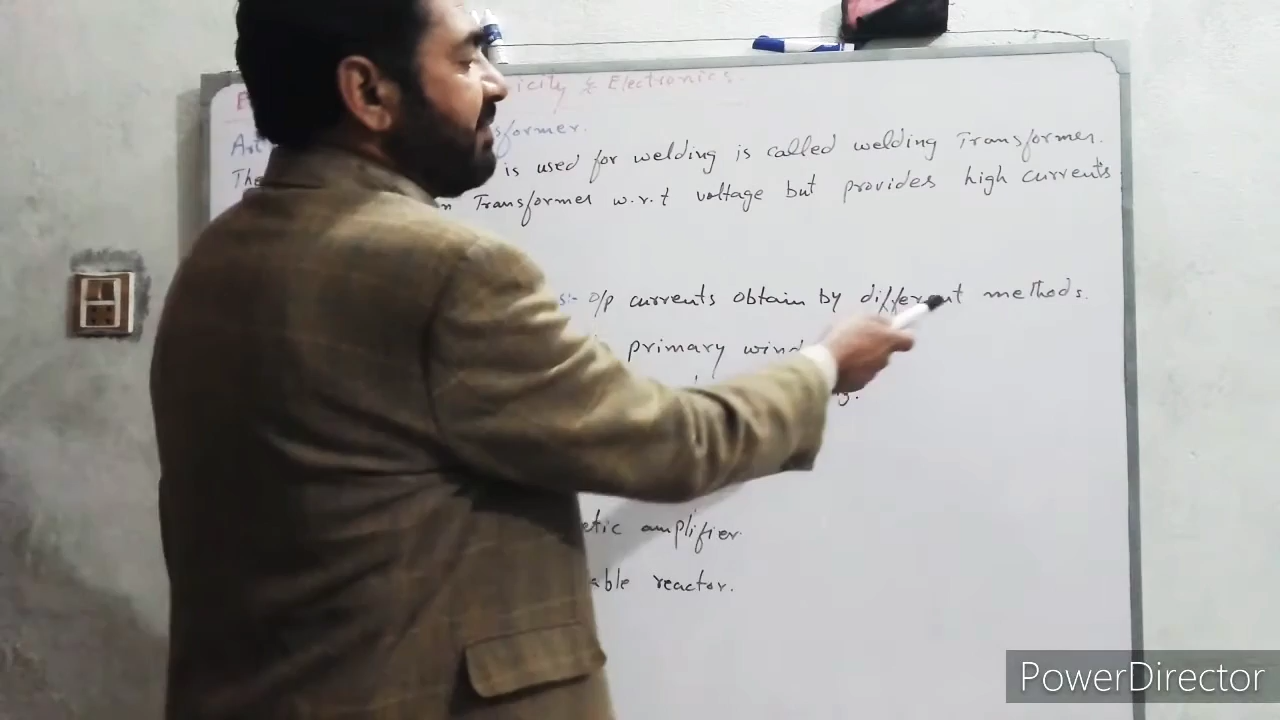 icity & Electronics.
Art sformer.
The is used for welding is called welding Transformer.
n Transformer w.r.t voltage but provides high currents.
s:- O/p currents obtain by different methods.
primary wind
g.
etic amplifier.
able reactor.
PowerDirector